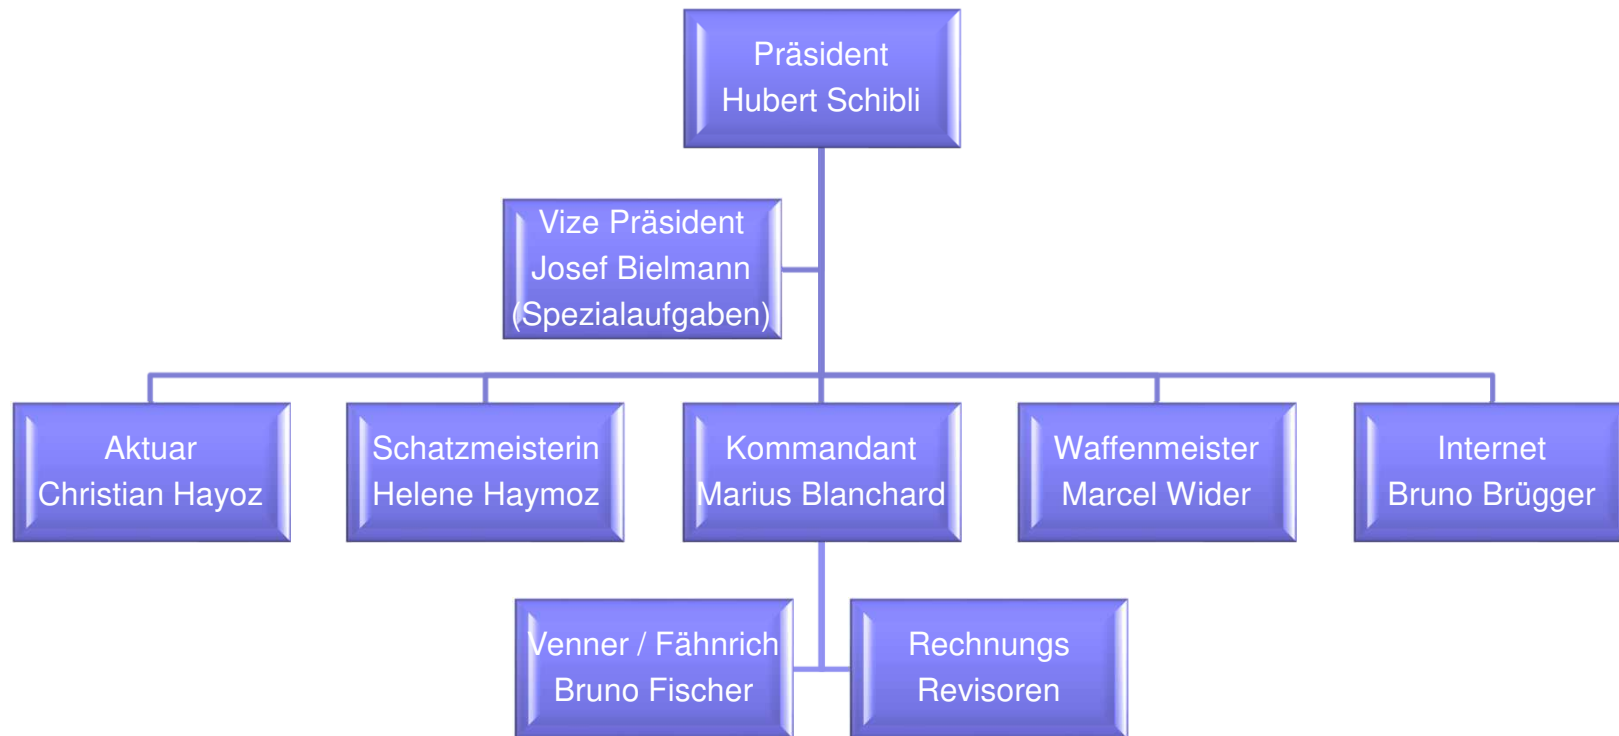 Präsident
Hubert Schibli
Vize Präsident
Josef Bielmann
(Spezialaufgaben)
Aktuar
Christian Hayoz
Schatzmeisterin
Helene Haymoz
Kommandant
Marius Blanchard
Waffenmeister
Marcel Wider
Internet
Bruno Brügger
Venner / Fähnrich
Bruno Fischer
Rechnungs
Revisoren